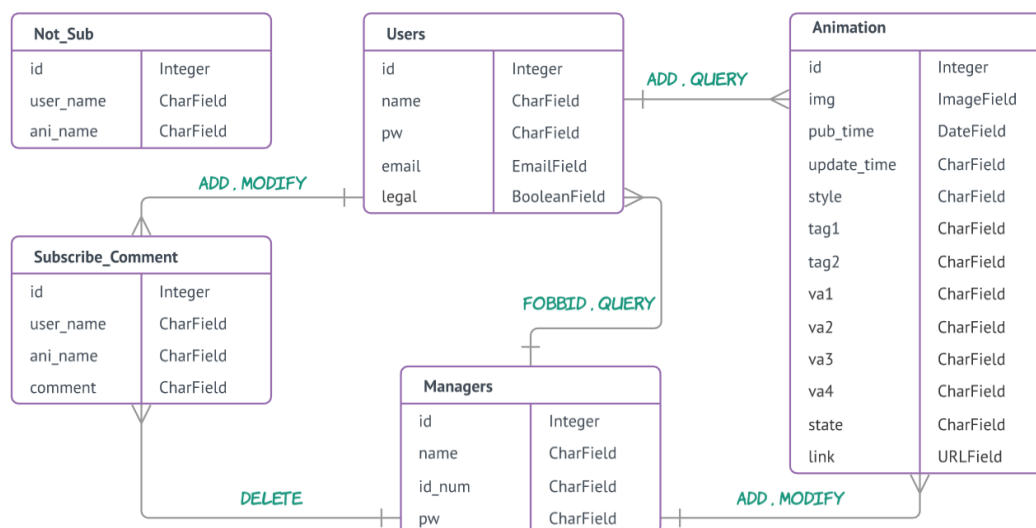 Not_Sub
id Integer
user_name CharField
ani_name CharField
Users
id Integer
name CharField
pw CharField
email EmailField
legal BooleanField
Animation
id Integer
img ImageField
pub_time DateField
update_time CharField
style CharField
tag1 CharField
tag2 CharField
va1 CharField
va2 CharField
va3 CharField
va4 CharField
state CharField
link URLField
ADD . QUERY
ADD . MODIFY
Subscribe_Comment
id Integer
user_name CharField
ani_name CharField
comment CharField
FOBBID . QUERY
Managers
id Integer
name CharField
id_num CharField
pw CharField
DELETE
ADD . MODIFY